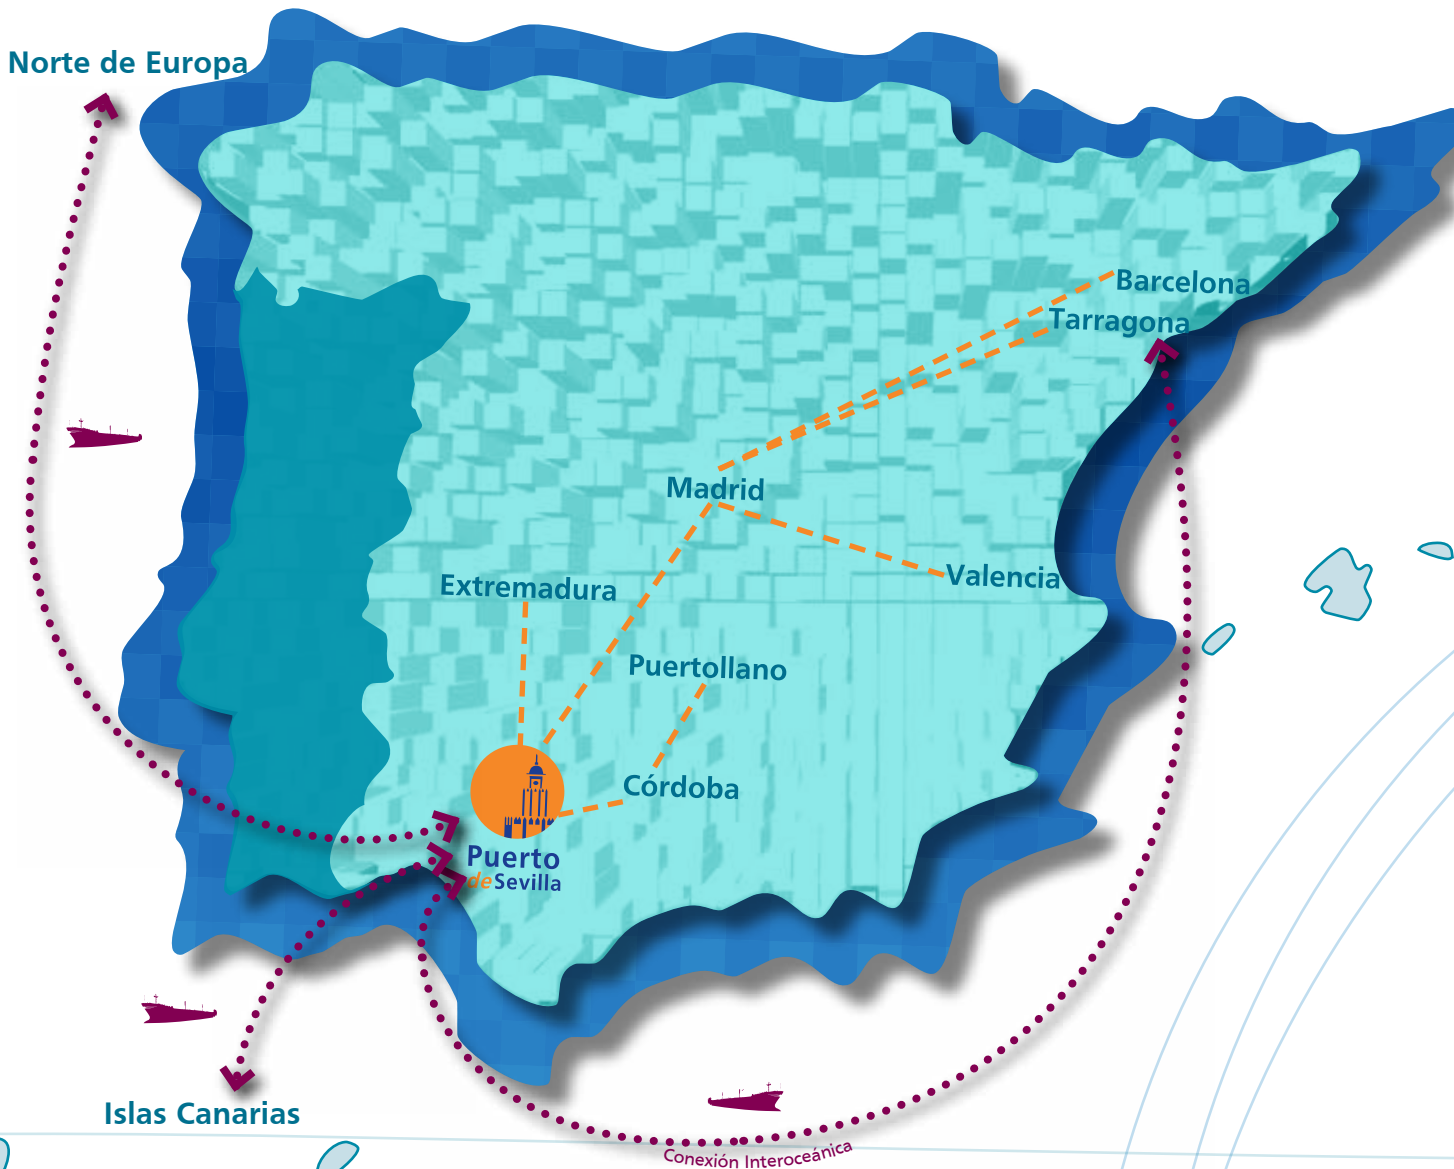 Norte de Europa
Barcelona
Tarragona
Madrid
Valencia
Extremadura
Puertollano
Córdoba
Puerto
de Sevilla
Islas Canarias
Conexión Interoceánica